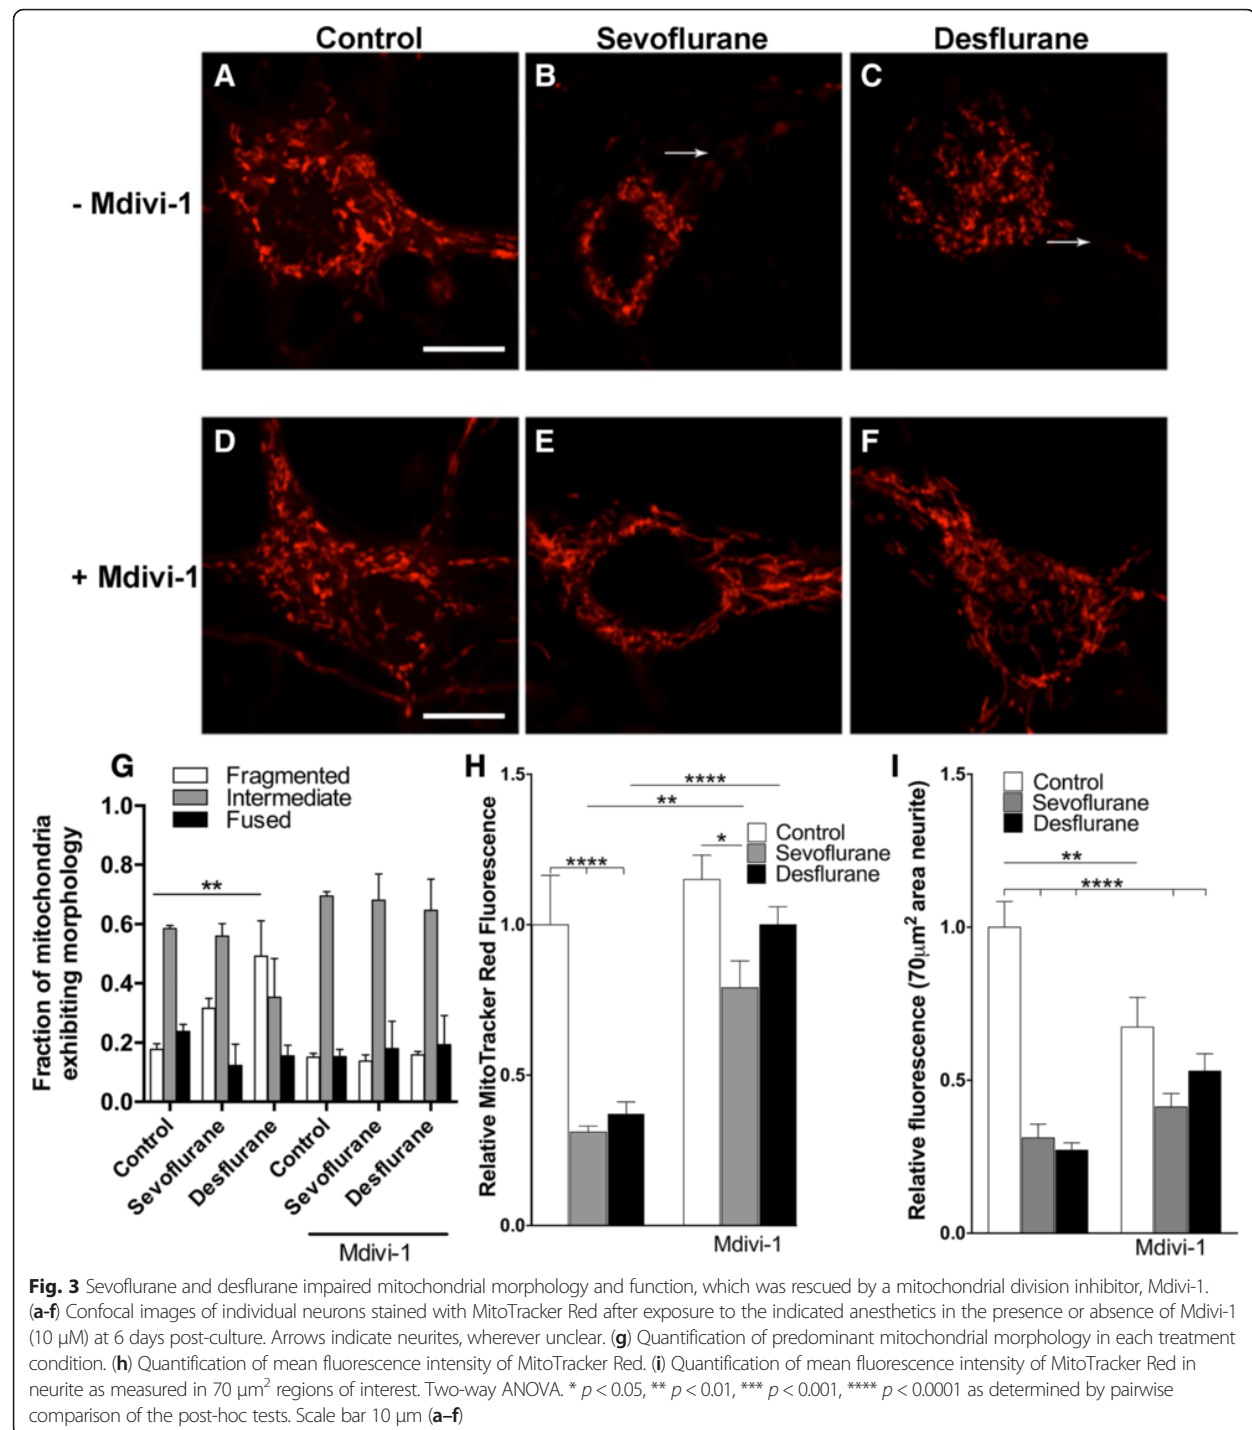 Control Sevoflurane Desflurane
A B C
- Mdivi-1
D E F
+ Mdivi-1
G
Fragmented
Intermediate
Fused
Fraction of mitochondria
exhibiting morphology
1.0
0.8
0.6
0.4
0.2
0.0
**
Control
Sevoflurane
Desflurane
Control
Sevoflurane
Desflurane
Mdivi-1
H
Relative MitoTracker Red Fluorescence
1.5
1.0
0.5
0.0
****
**
****
*
Control
Sevoflurane
Desflurane
Mdivi-1
I
Relative fluorescence (70µm² area neurite)
1.5
1.0
0.5
0.0
Control
Sevoflurane
Desflurane
**
****
Mdivi-1
Fig. 3 Sevoflurane and desflurane impaired mitochondrial morphology and function, which was rescued by a mitochondrial division inhibitor, Mdivi-1.
(a-f) Confocal images of individual neurons stained with MitoTracker Red after exposure to the indicated anesthetics in the presence or absence of Mdivi-1
(10 µM) at 6 days post-culture. Arrows indicate neurites, wherever unclear. (g) Quantification of predominant mitochondrial morphology in each treatment
condition. (h) Quantification of mean fluorescence intensity of MitoTracker Red. (i) Quantification of mean fluorescence intensity of MitoTracker Red in
neurite as measured in 70 µm² regions of interest. Two-way ANOVA. * p < 0.05, ** p < 0.01, *** p < 0.001, **** p < 0.0001 as determined by pairwise
comparison of the post-hoc tests. Scale bar 10 µm (a–f)